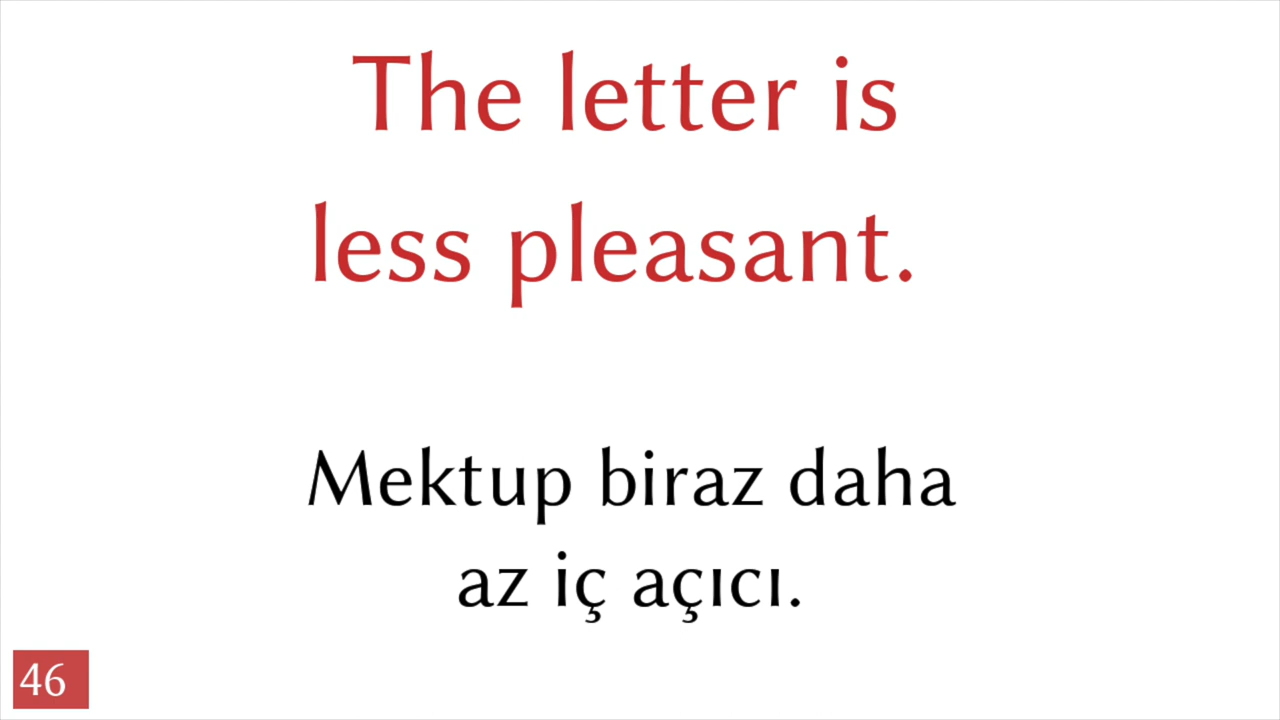 The letter is
less pleasant.
Mektup biraz daha
az iç açıcı.
46